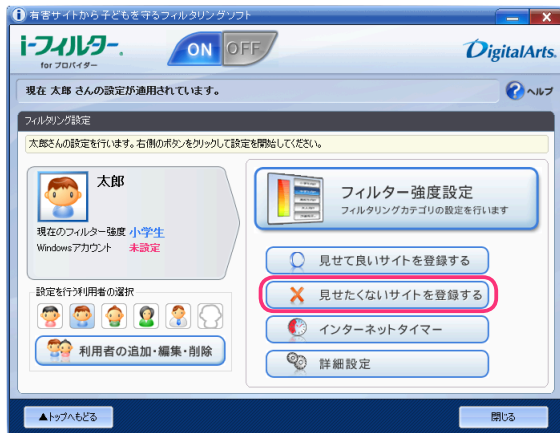 有害サイトから子どもを守るフィルタリングソフト
i-フィルター.
for プロバイダー
ON OFF
DigitalArts.
現在 太郎 さんの設定が適用されています。
ヘルプ
フィルタリング設定
太郎さんの設定を行います。右側のボタンをクリックして設定を開始してください。
太郎
現在のフィルター強度 小学生
Windowsアカウント 未設定
設定を行う利用者の選択
利用者の追加・編集・削除
フィルター強度設定
フィルタリングカテゴリの設定を行います
見せて良いサイトを登録する
見せたくないサイトを登録する
インターネットタイマー
詳細設定
▲トップへもどる
閉じる